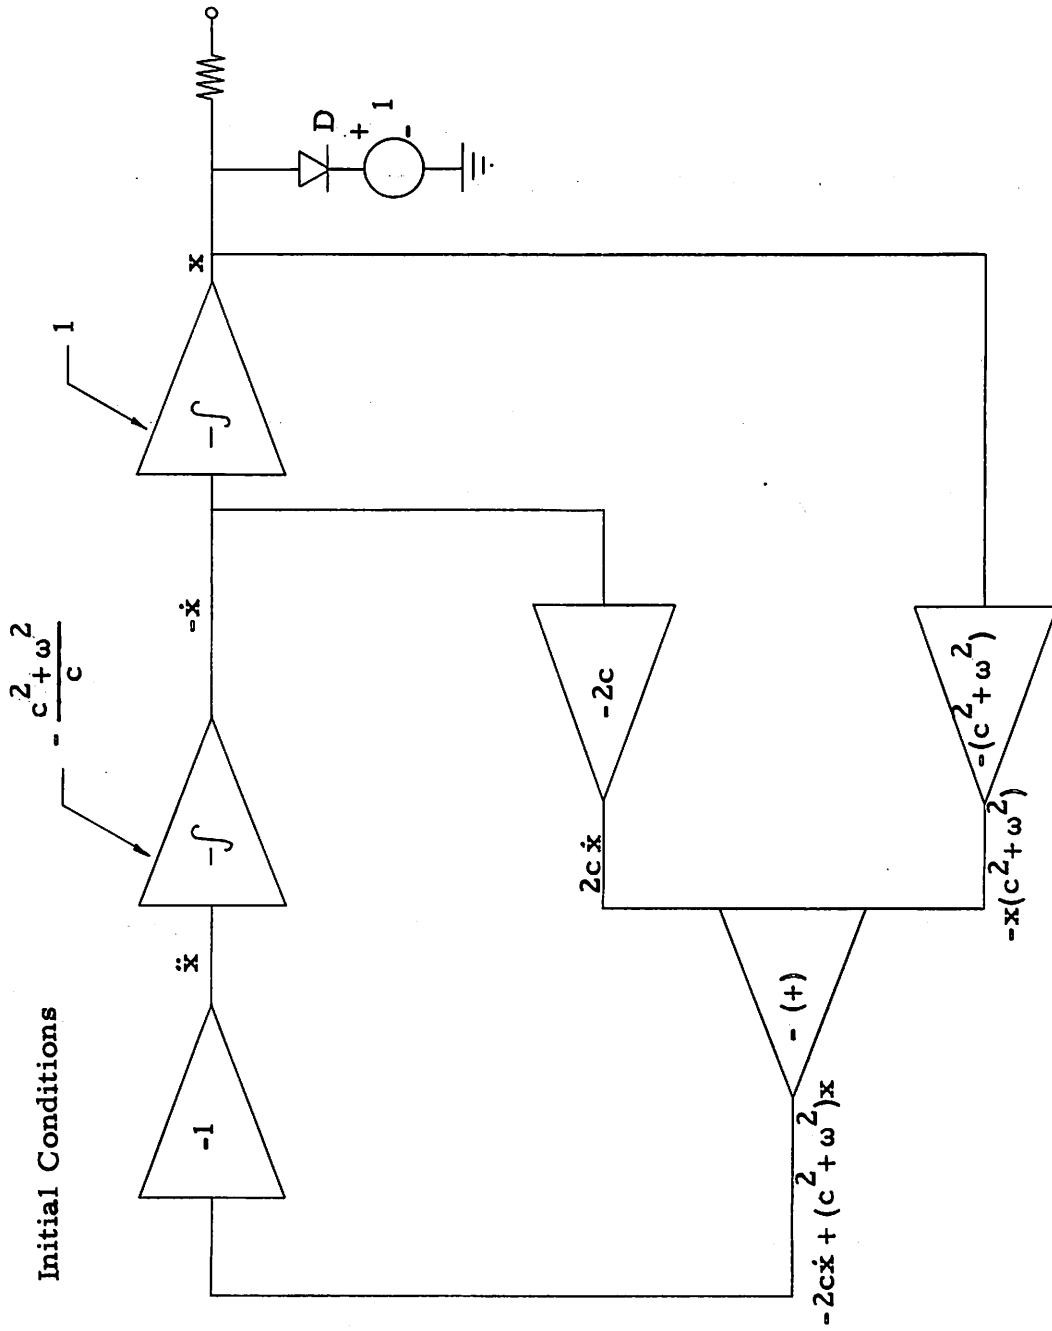 Initial Conditions
- (c² + ω²)/c
1
-1
ẍ
-∫
-ẋ
-∫
x
D
+
1
-
-2c
2cẋ
-(c² + ω²)
-x(c² + ω²)
- (+)
-2cẋ + (c² + ω²)x